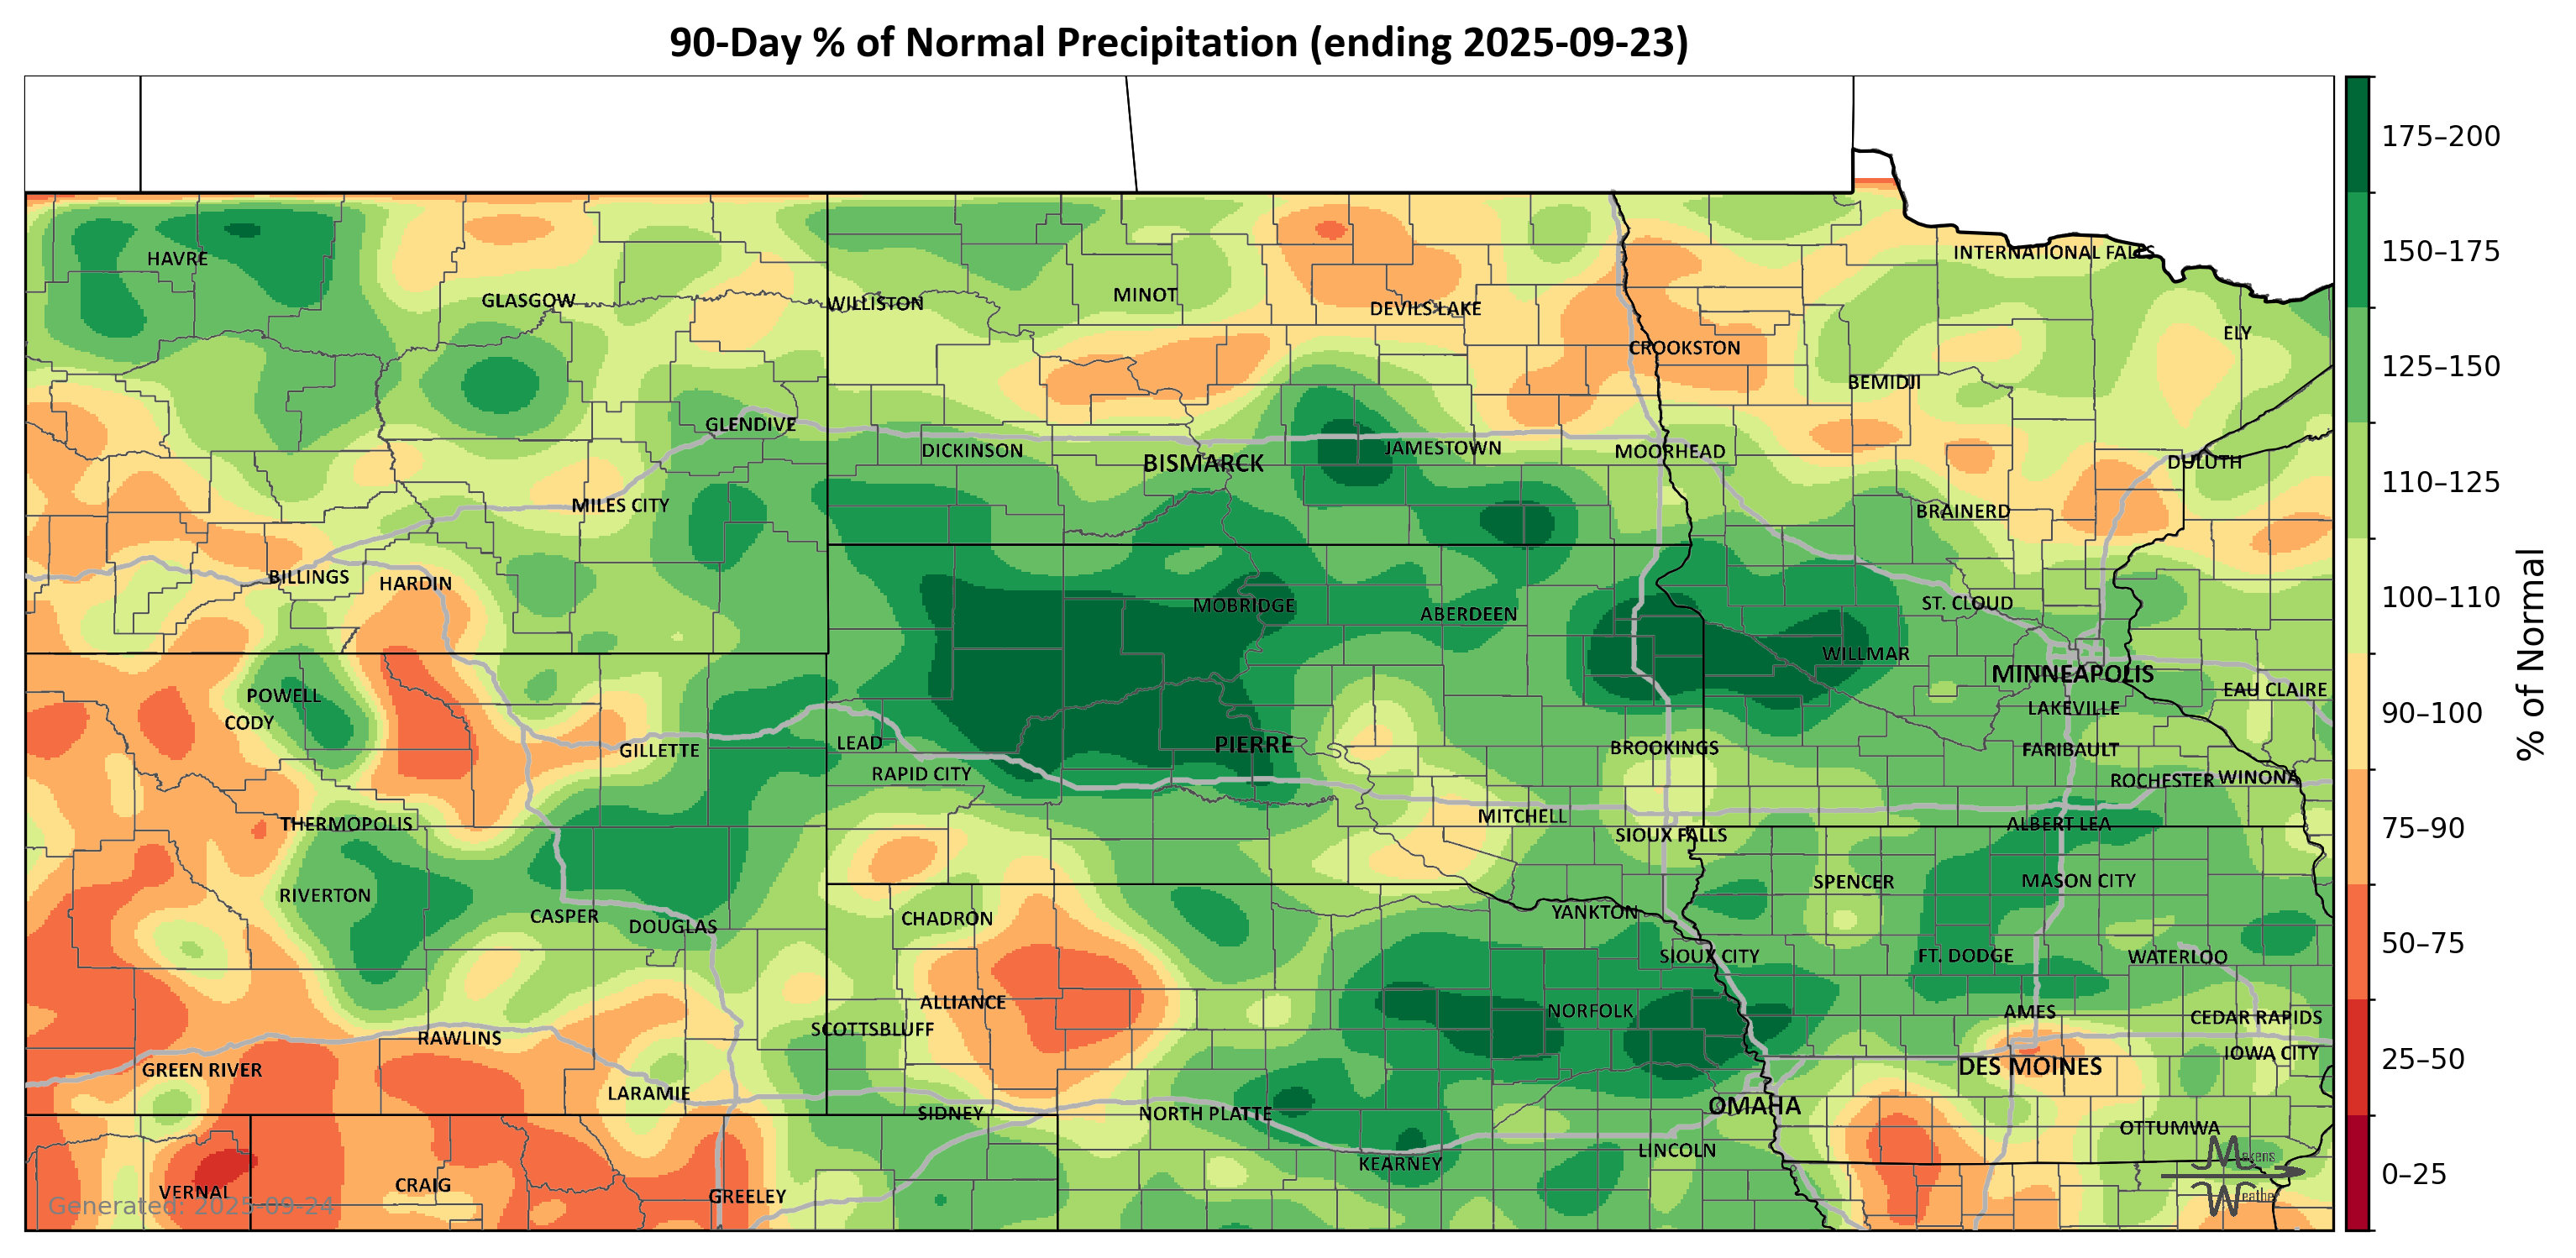 90-Day % of Normal Precipitation (ending 2025-09-23)
175–200
HAVRE
INTERNATIONAL FALLS
150–175
GLASGOW
WILLISTON
MINOT
DEVILS LAKE
125–150
ELY
CROOKSTON
BEMIDJI
GLENDIVE
DICKINSON
BISMARCK
JAMESTOWN
MOORHEAD
DULUTH
110–125
MILES CITY
BRAINERD
BILLINGS
HARDIN
MOBRIDGE
ABERDEEN
ST. CLOUD
100–110
WILLMAR
MINNEAPOLIS
% of Normal
POWELL
EAU CLAIRE
CODY
LAKEVILLE
90–100
GILLETTE
LEAD
PIERRE
BROOKINGS
FARIBAULT
RAPID CITY
ROCHESTER
WINONA
THERMOPOLIS
MITCHELL
SIOUX FALLS
ALBERT LEA
75–90
RIVERTON
SPENCER
MASON CITY
CASPER
DOUGLAS
CHADRON
YANKTON
50–75
SIOUX CITY
FT. DODGE
WATERLOO
ALLIANCE
NORFOLK
AMES
SCOTTSBLUFF
CEDAR RAPIDS
RAWLINS
IOWA CITY
25–50
GREEN RIVER
DES MOINES
LARAMIE
OMAHA
SIDNEY
NORTH PLATTE
OTTUMWA
KEARNEY
LINCOLN
Makens
Weather
0–25
VERNAL
CRAIG
GREELEY
Generated: 2025-09-24